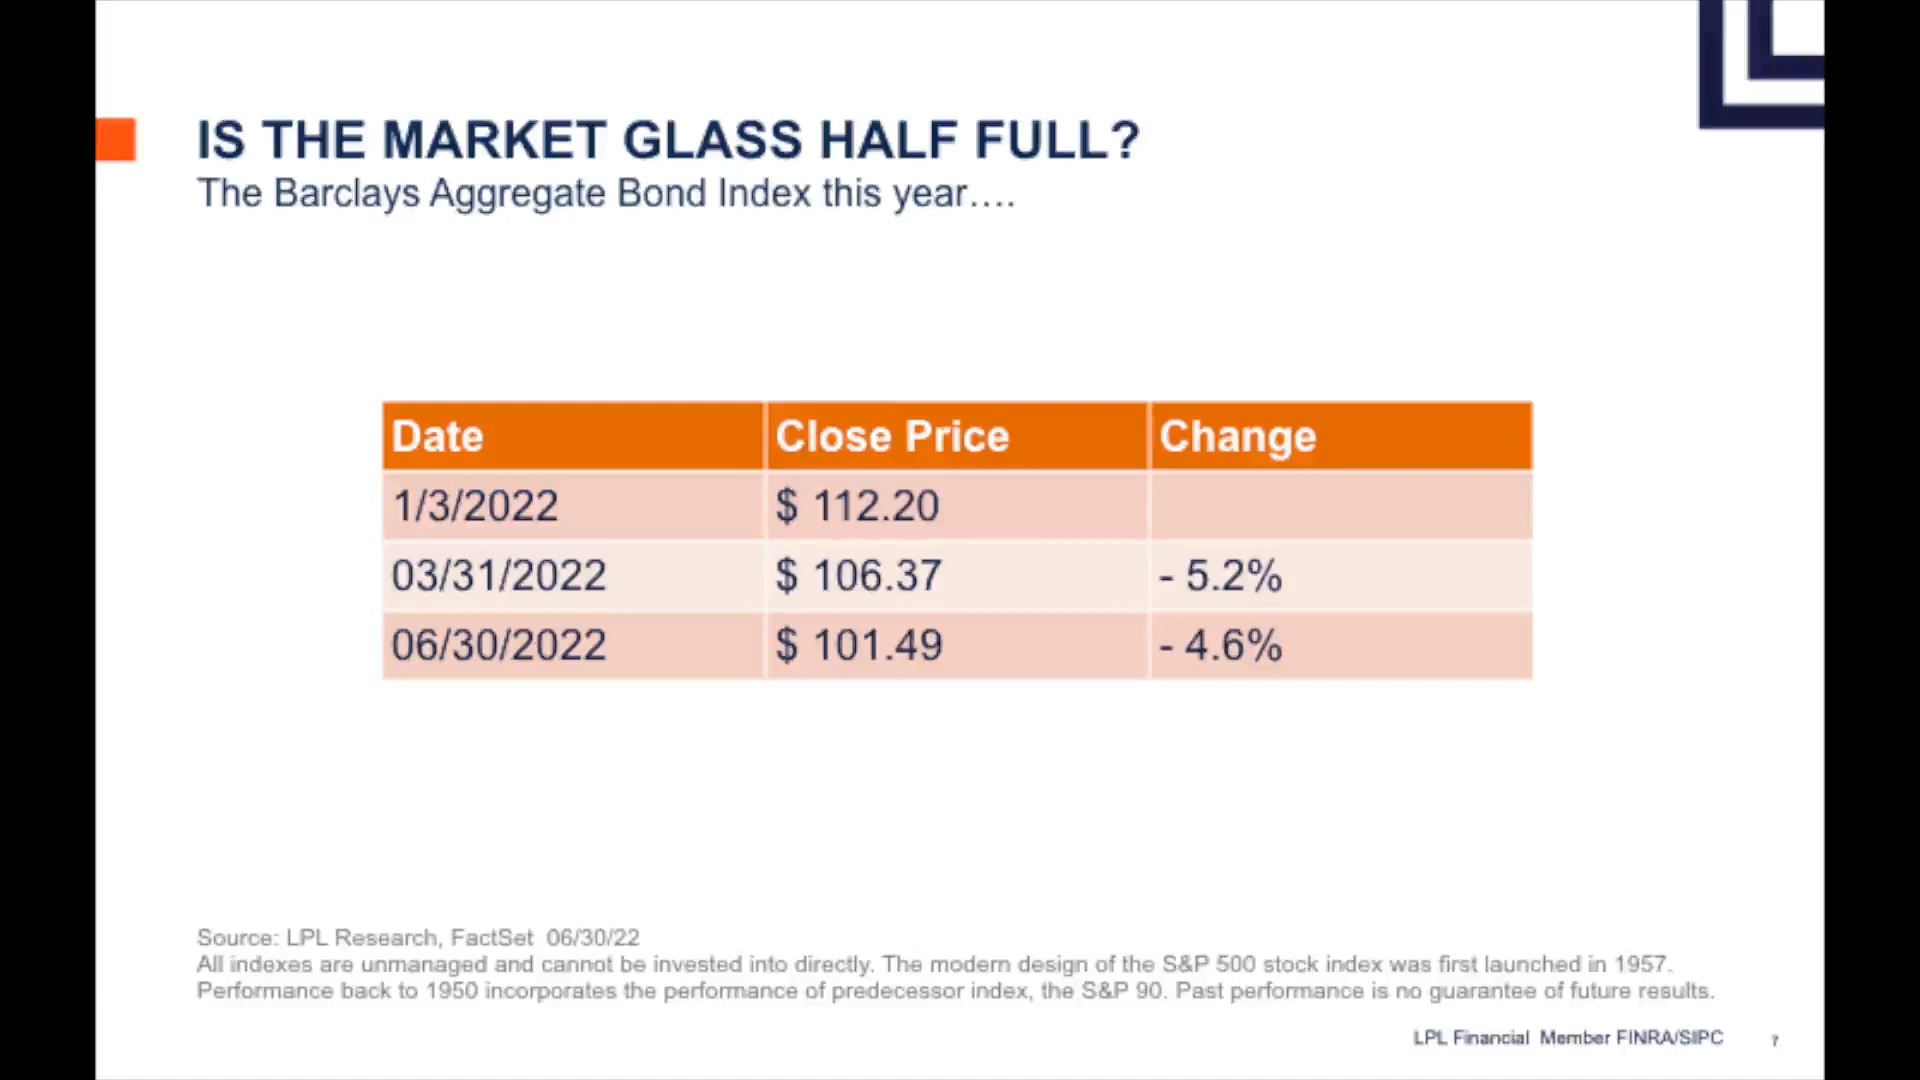 IS THE MARKET GLASS HALF FULL?
The Barclays Aggregate Bond Index this year....
Date Close Price Change
1/3/2022 $ 112.20
03/31/2022 $ 106.37 - 5.2%
06/30/2022 $ 101.49 - 4.6%
Source: LPL Research, FactSet 06/30/22
All indexes are unmanaged and cannot be invested into directly. The modern design of the S&P 500 stock index was first launched in 1957.
Performance back to 1950 incorporates the performance of predecessor index, the S&P 90. Past performance is no guarantee of future results.
LPL Financial Member FINRA/SIPC 7